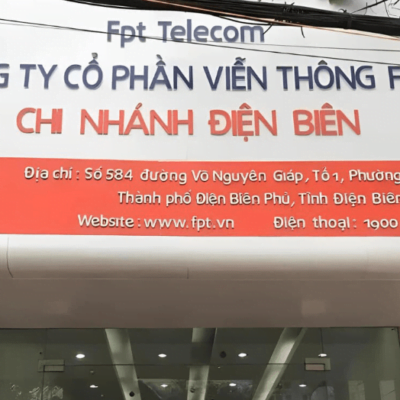 Fpt Telecom
G TY CỔ PHẦN VIỄN THÔNG F
CHI NHÁNH ĐIỆN BIÊN
Địa chỉ : Số 584 đường Võ Nguyên Giáp, Tổ 1, Phường
Thành phố Điện Biên Phủ, Tỉnh Điện Biên
Website : www.fpt.vn Điện thoại : 1900